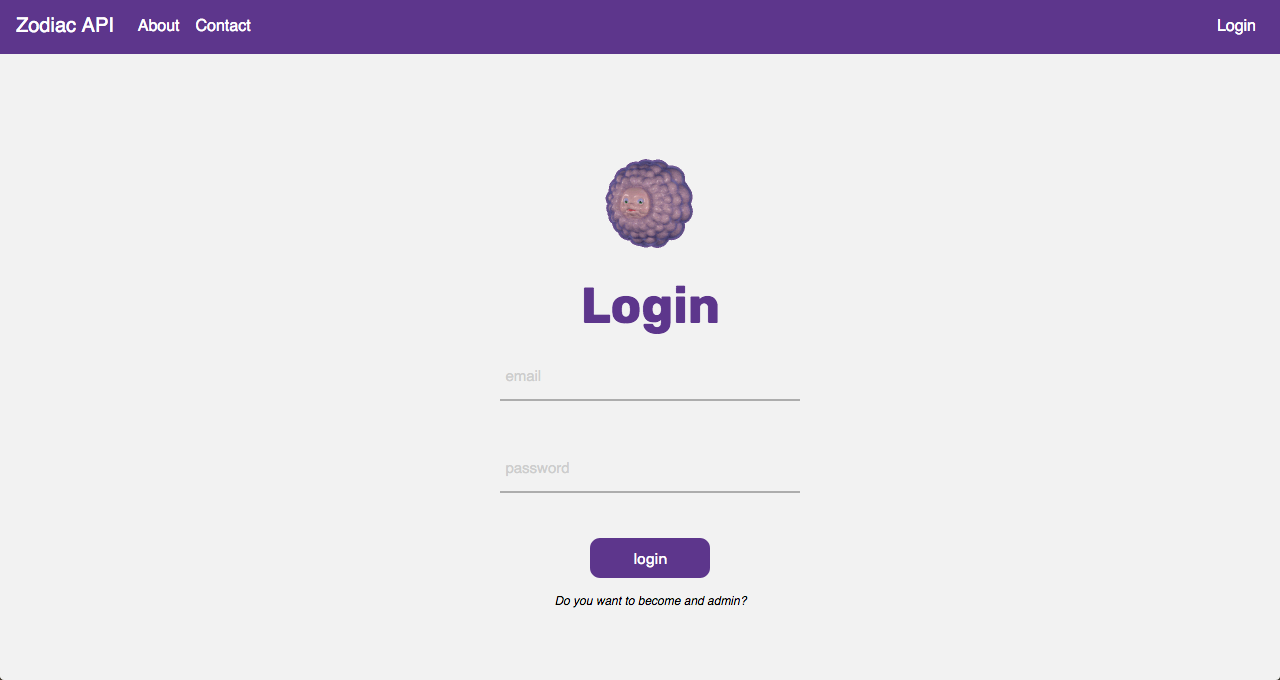 Zodiac API About Contact Login
Login
email
password
login
Do you want to become and admin?